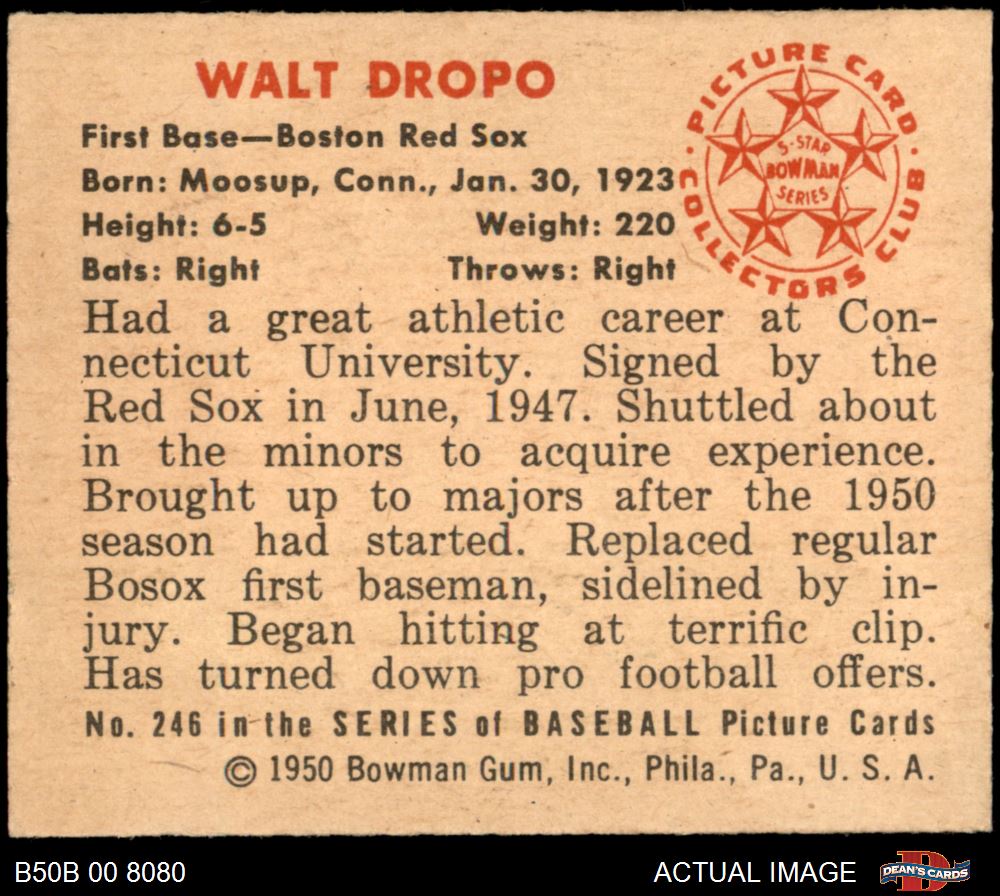 WALT DROPO
PICTURE CARD COLLECTORS CLUB
5-STAR
BOWMAN
SERIES
First Base—Boston Red Sox
Born: Moosup, Conn., Jan. 30, 1923
Height: 6-5 Weight: 220
Bats: Right Throws: Right
Had a great athletic career at Con-
necticut University. Signed by the
Red Sox in June, 1947. Shuttled about
in the minors to acquire experience.
Brought up to majors after the 1950
season had started. Replaced regular
Bosox first baseman, sidelined by in-
jury. Began hitting at terrific clip.
Has turned down pro football offers.
No. 246 in the SERIES of BASEBALL Picture Cards
© 1950 Bowman Gum, Inc., Phila., Pa., U. S. A.
B50B 00 8080 ACTUAL IMAGE DEAN'S CARDS